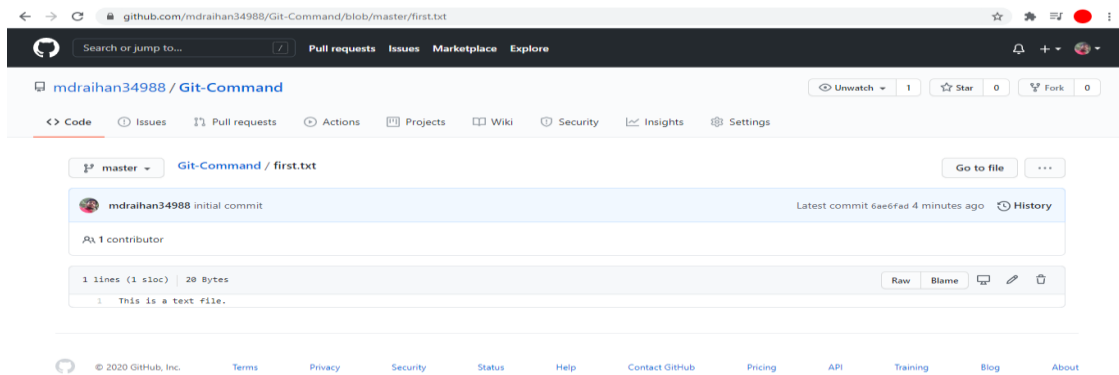 github.com/mdraihan34988/Git-Command/blob/master/first.txt
Search or jump to... / Pull requests Issues Marketplace Explore
mdraihan34988 / Git-Command Unwatch 1 Star 0 Fork 0
<> Code Issues Pull requests Actions Projects Wiki Security Insights Settings
master Git-Command / first.txt Go to file ...
mdraihan34988 initial commit Latest commit 6ae6fad 4 minutes ago History
1 contributor
1 lines (1 sloc) | 20 Bytes Raw Blame
1 This is a text file.
© 2020 GitHub, Inc. Terms Privacy Security Status Help Contact GitHub Pricing API Training Blog About